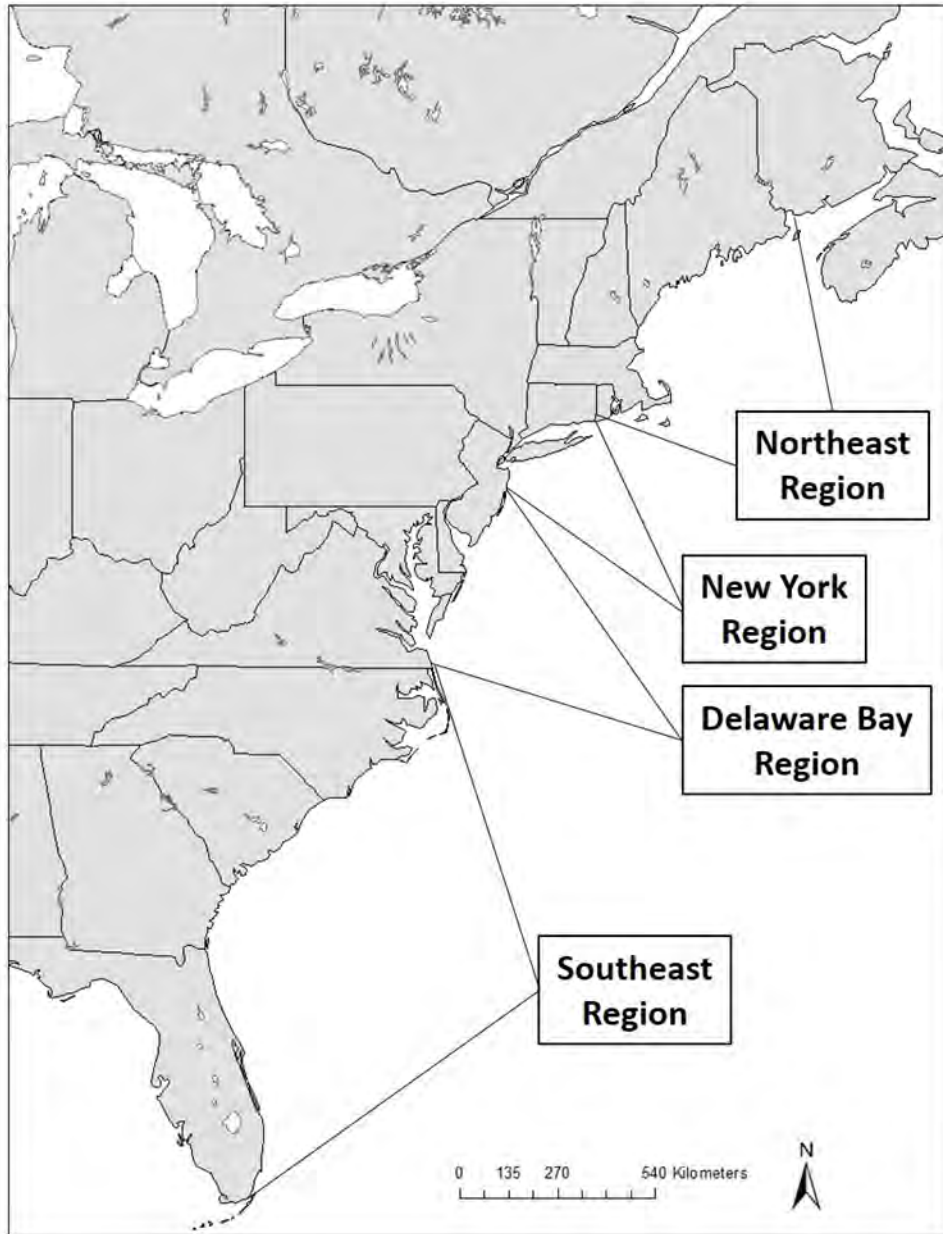 Northeast
Region
New York
Region
Delaware Bay
Region
Southeast
Region
N
0 135 270 540 Kilometers